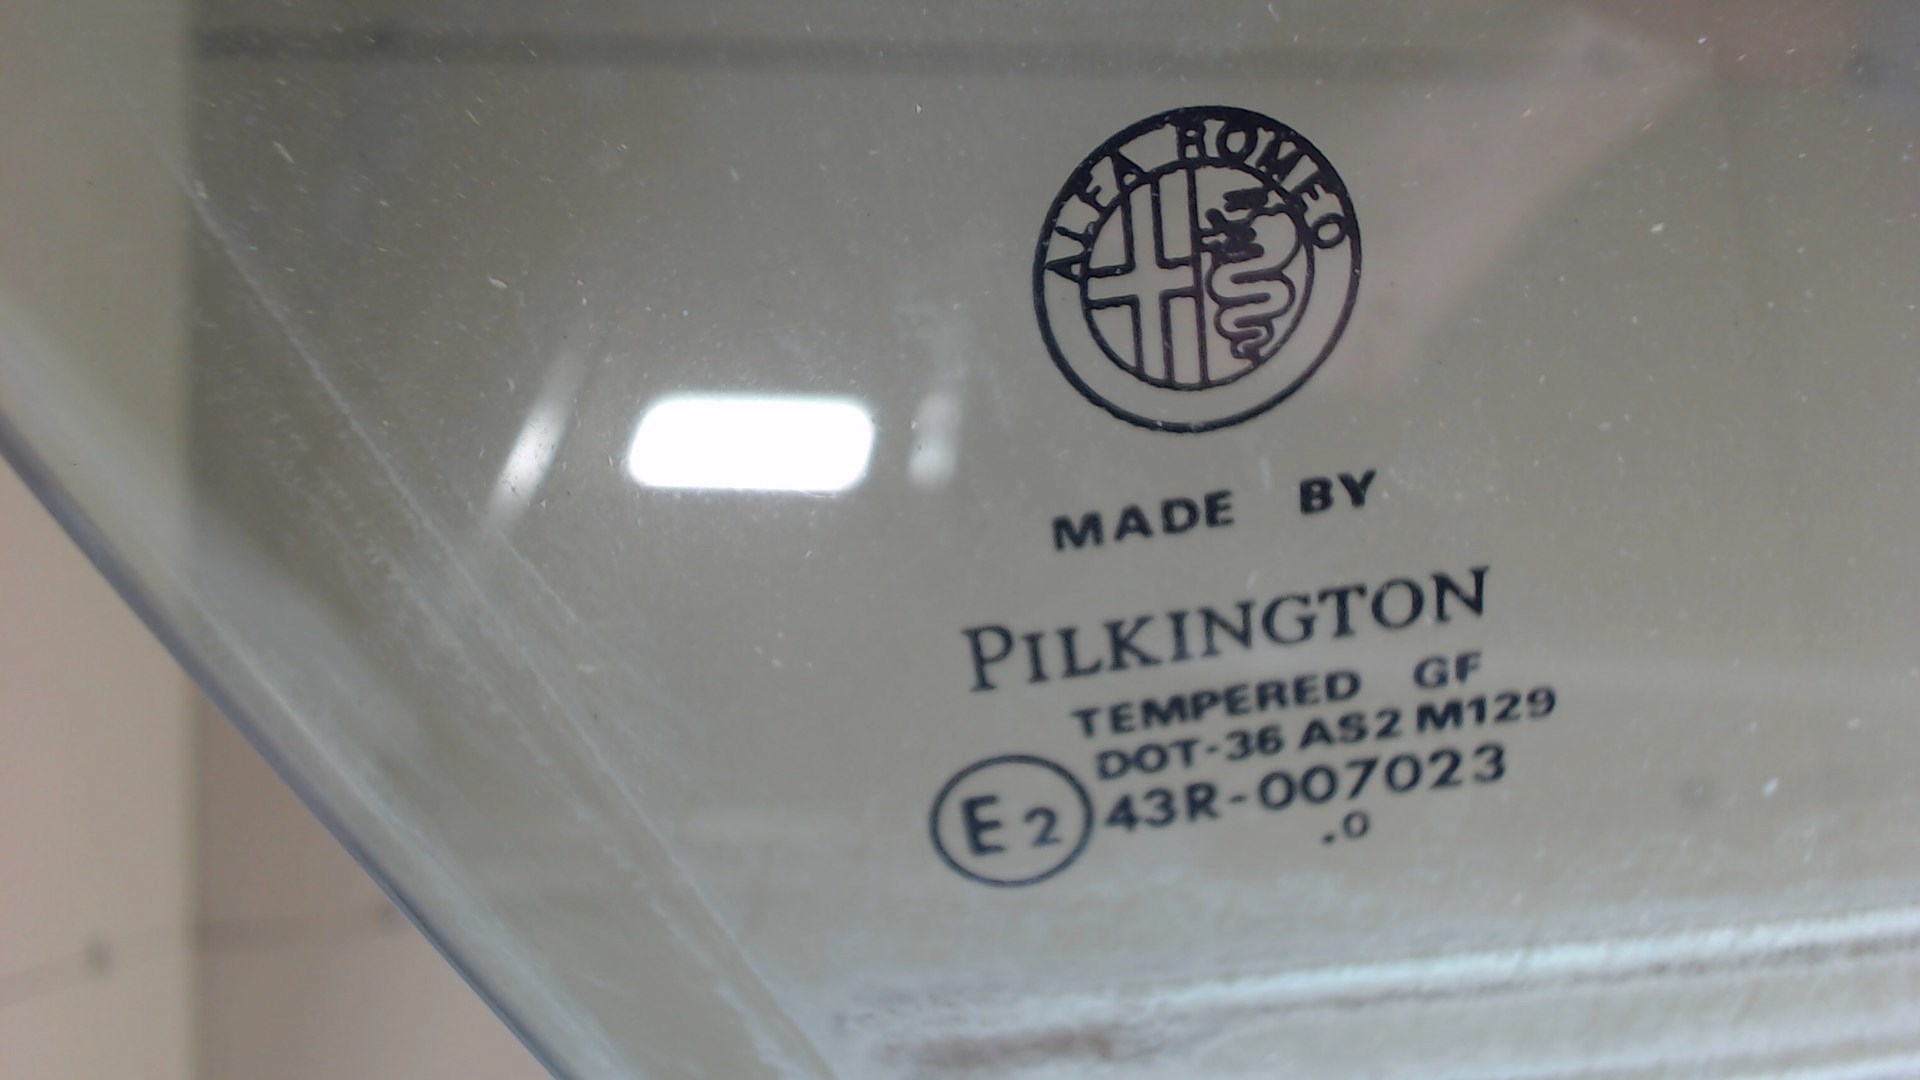 ALFA ROMEO
MADE BY
PILKINGTON
TEMPERED GF
DOT-36 AS2 M129
E2 43R-007023
.0